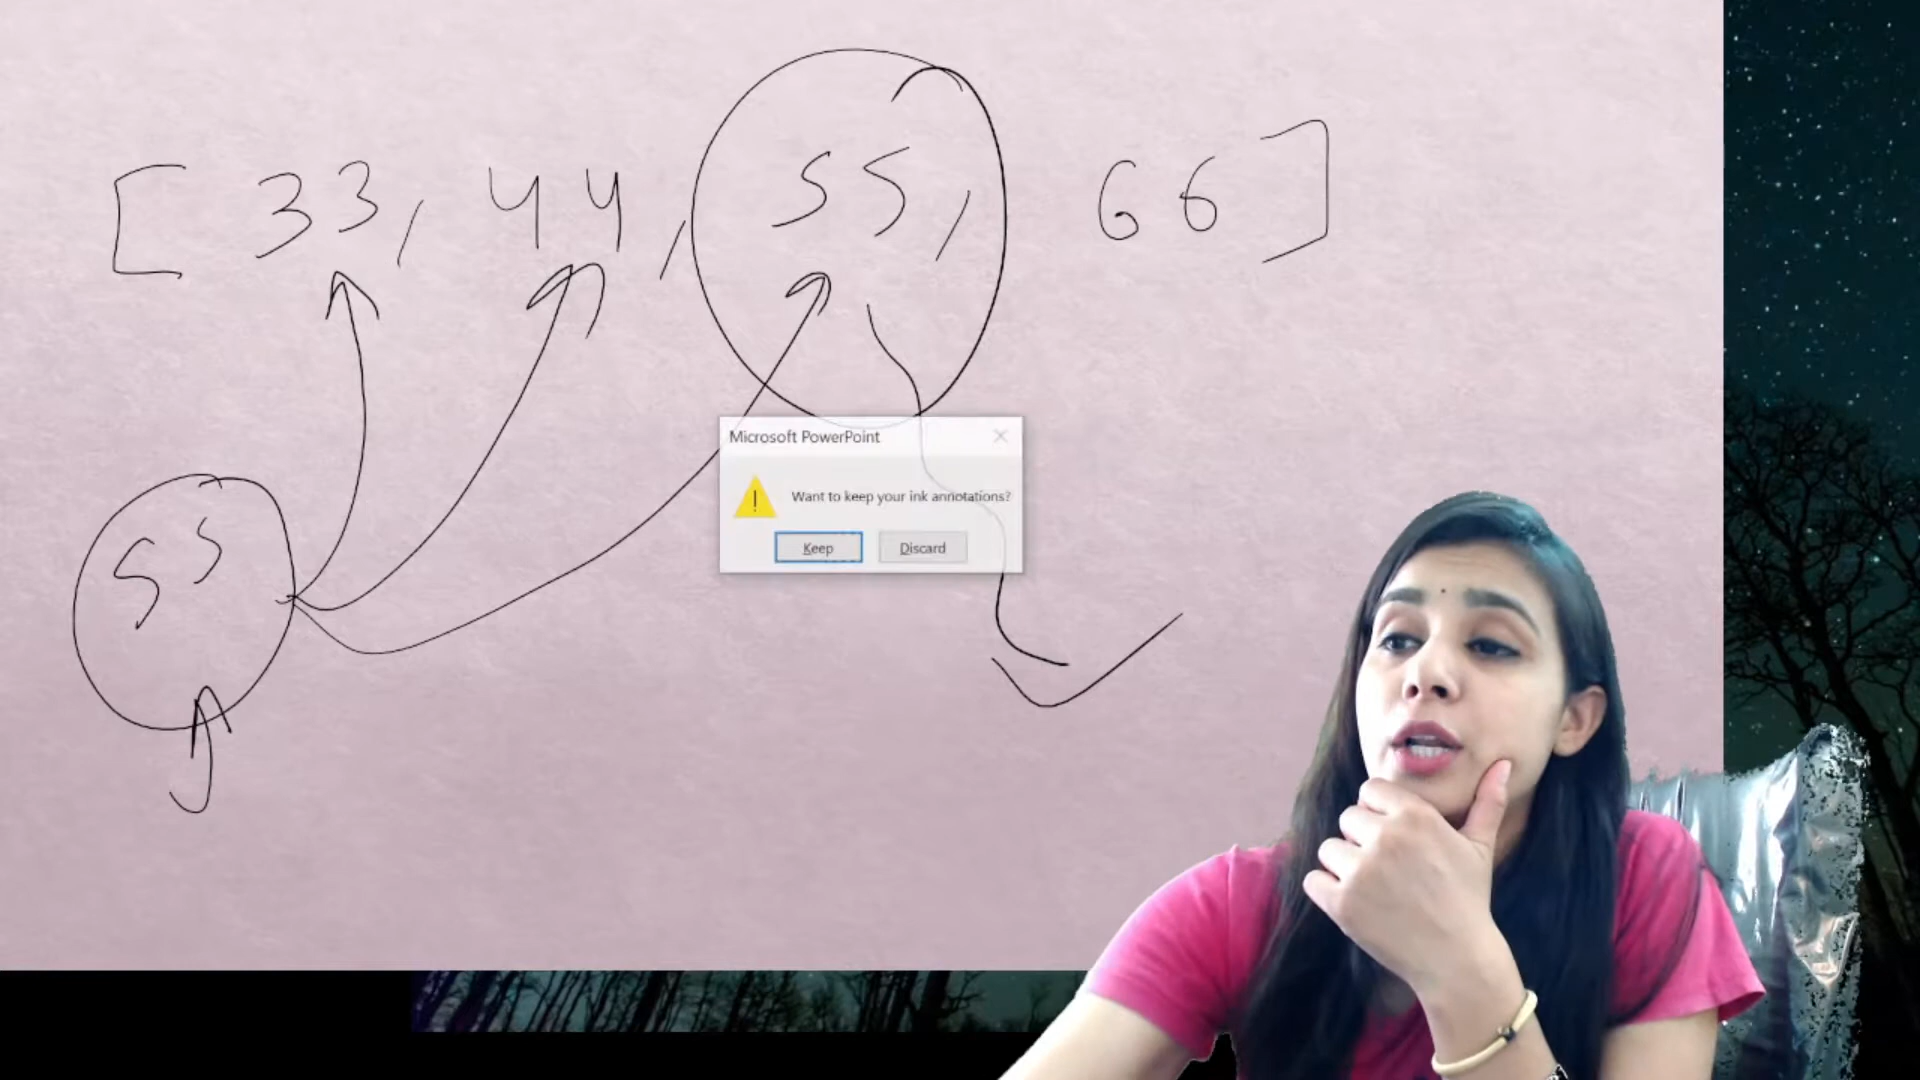 [ 33, 44, 55, 66 ]
Microsoft PowerPoint
Want to keep your ink annotations?
Keep Discard
55